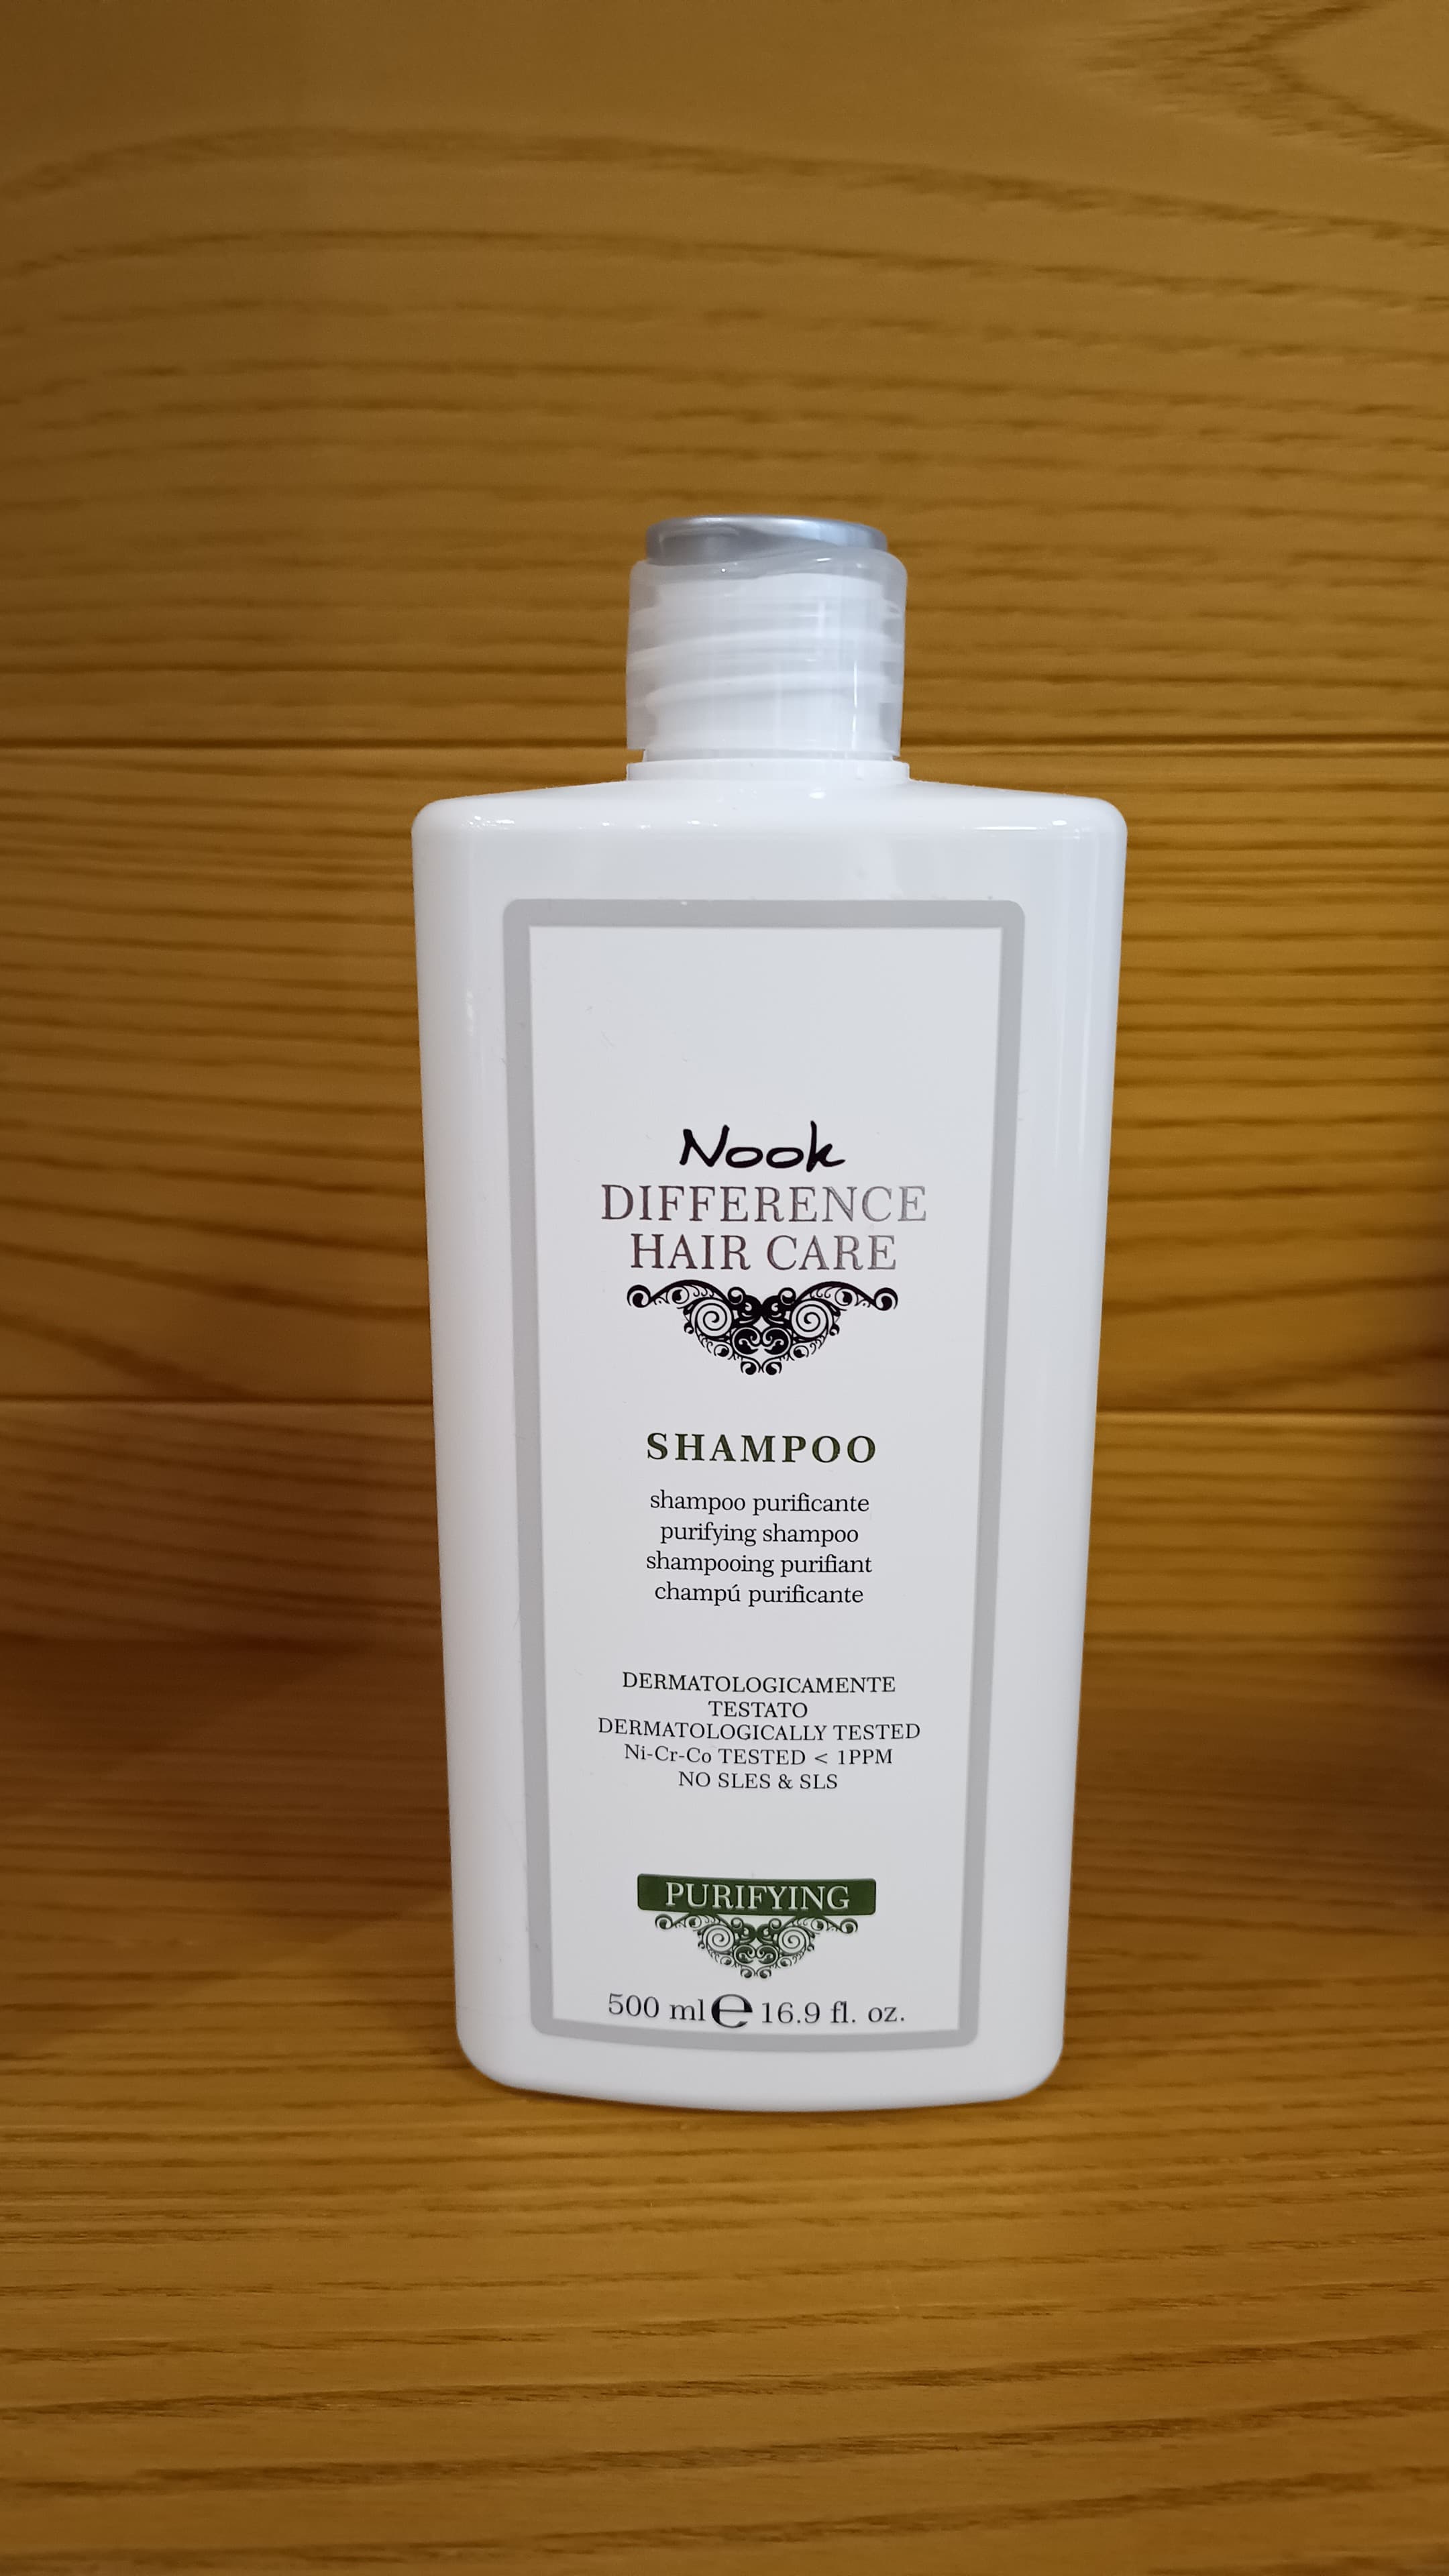 Nook
DIFFERENCE
HAIR CARE
SHAMPOO
shampoo purificante
purifying shampoo
shampooing purifiant
champú purificante
DERMATOLOGICAMENTE
TESTATO
DERMATOLOGICALLY TESTED
Ni-Cr-Co TESTED < 1PPM
NO SLES & SLS
PURIFYING
500 ml ℮ 16.9 fl. oz.